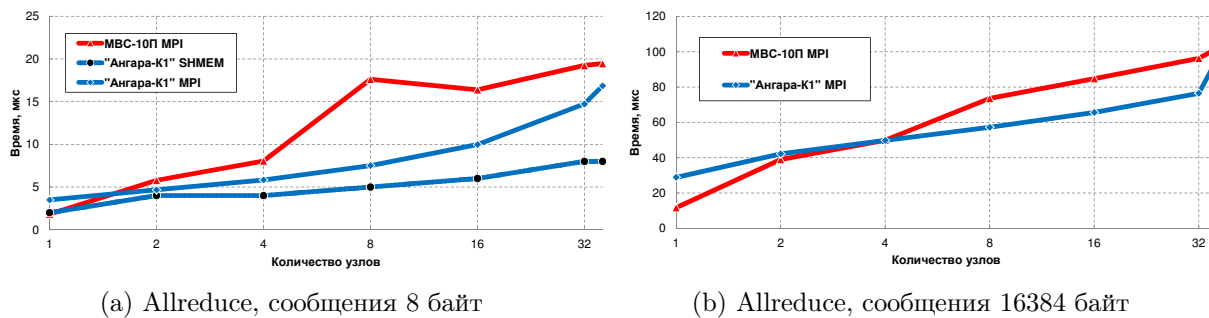 25
20
15
10
5
0
Время, мкс
МВС-10П MPI
"Ангара-К1" SHMEM
"Ангара-К1" MPI
1 2 4 8 16 32
Количество узлов
(a) Allreduce, сообщения 8 байт
120
100
80
60
40
20
0
Время, мкс
МВС-10П MPI
"Ангара-К1" MPI
1 2 4 8 16 32
Количество узлов
(b) Allreduce, сообщения 16384 байт